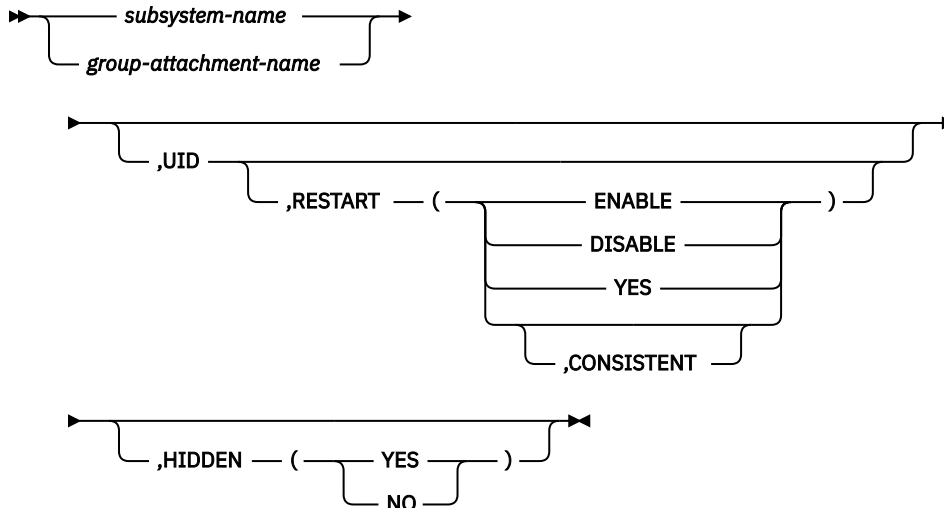 subsystem-name
group-attachment-name
,UID
,RESTART ( ENABLE )
DISABLE
YES
,CONSISTENT
,HIDDEN ( YES )
NO